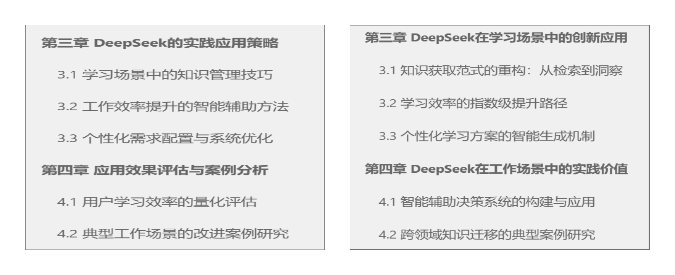 第三章 DeepSeek的实践应用策略
3.1 学习场景中的知识管理技巧
3.2 工作效率提升的智能辅助方法
3.3 个性化需求配置与系统优化
第四章 应用效果评估与案例分析
4.1 用户学习效率的量化评估
4.2 典型工作场景的改进案例研究
第三章 DeepSeek在学习场景中的创新应用
3.1 知识获取范式的重构：从检索到洞察
3.2 学习效率的指数级提升路径
3.3 个性化学习方案的智能生成机制
第四章 DeepSeek在工作场景中的实践价值
4.1 智能辅助决策系统的构建与应用
4.2 跨领域知识迁移的典型案例研究